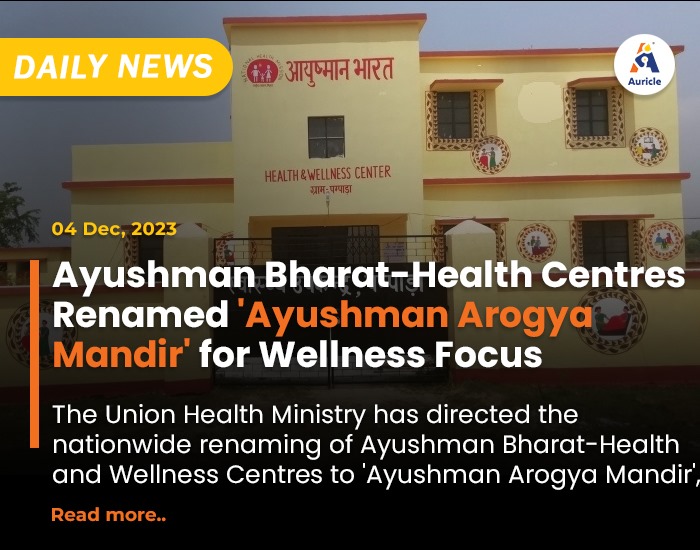 DAILY NEWS
Auricle
आयुष्मान भारत
HEALTH & WELLNESS CENTER
04 Dec, 2023
Ayushman Bharat-Health Centres
Renamed 'Ayushman Arogya
Mandir' for Wellness Focus
The Union Health Ministry has directed the
nationwide renaming of Ayushman Bharat-Health
and Wellness Centres to 'Ayushman Arogya Mandir',
Read more..